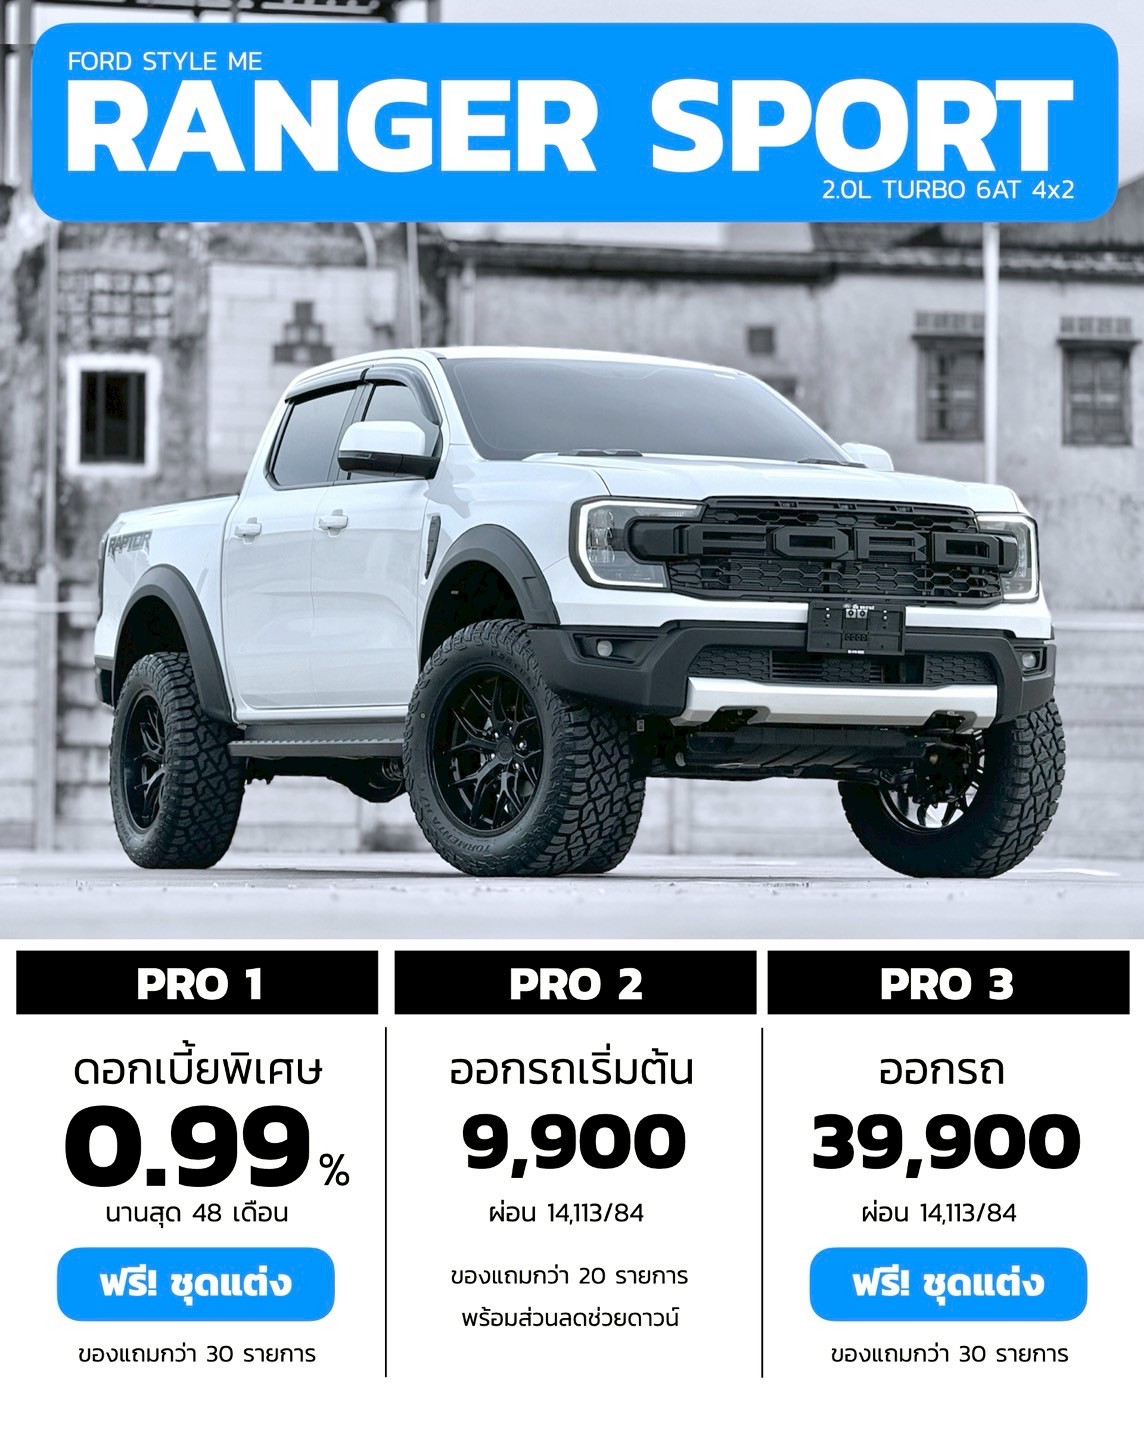 FORD STYLE ME
RANGER SPORT
2.0L TURBO 6AT 4x2
RAPTOR
FORD
TORMENTA
PRO 1
ดอกเบี้ยพิเศษ
0.99%
นานสุด 48 เดือน
ฟรี! ชุดแต่ง
ของแถมกว่า 30 รายการ
PRO 2
ออกรถเริ่มต้น
9,900
ผ่อน 14,113/84
ของแถมกว่า 20 รายการ
พร้อมส่วนลดช่วยดาวน์
PRO 3
ออกรถ
39,900
ผ่อน 14,113/84
ฟรี! ชุดแต่ง
ของแถมกว่า 30 รายการ